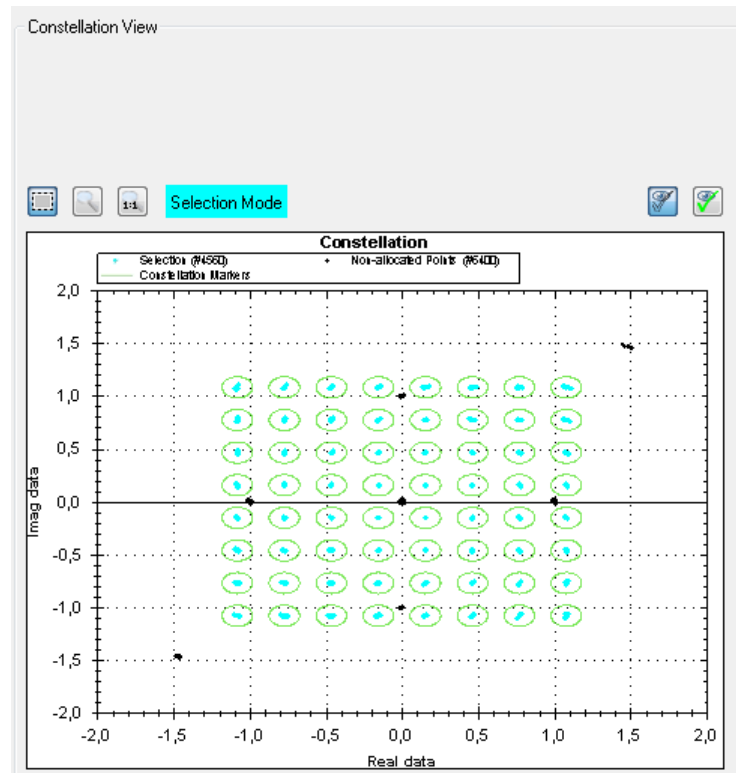 Constellation View
1:1
Selection Mode
Constellation
Selection (#4560)
Non-allocated Points (#6400)
Constellation Markers
2,0
1,5
1,0
0,5
0,0
-0,5
-1,0
-1,5
-2,0
Imag data
-2,0 -1,5 -1,0 -0,5 0,0 0,5 1,0 1,5 2,0
Real data